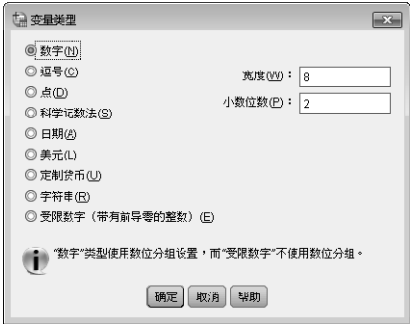 变量类型
数字(N)
逗号(C)
点(D)
科学记数法(S)
日期(A)
美元(L)
定制货币(U)
字符串(R)
受限数字（带有前导零的整数）(E)
宽度(W)：8
小数位数(P)：2
“数字”类型使用数位分组设置，而“受限数字”不使用数位分组。
确定 取消 帮助